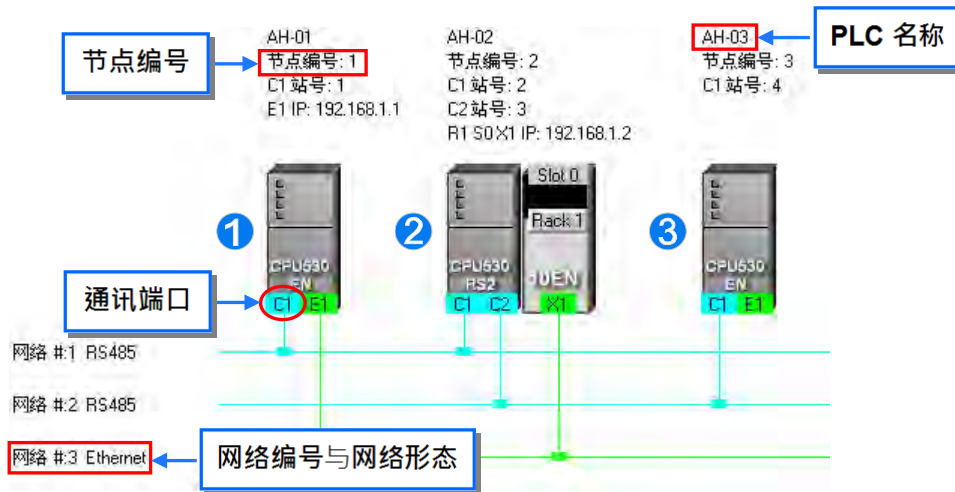 节点编号
AH-01
节点编号: 1
C1 站号: 1
E1 IP: 192.168.1.1
AH-02
节点编号: 2
C1 站号: 2
C2 站号: 3
R1 S0 X1 IP: 192.168.1.2
AH-03
节点编号: 3
C1 站号: 4
PLC 名称
1
CPU530
EN
C1 E1
2
CPU530
RS2
C1 C2
Slot 0
Rack 1
10EN
X1
3
CPU530
EN
C1 E1
通讯端口
网络 #:1 RS485
网络 #:2 RS485
网络 #:3 Ethernet
网络编号与网络形态